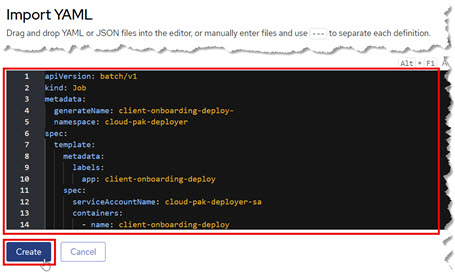 Import YAML
Drag and drop YAML or JSON files into the editor, or manually enter files and use --- to separate each definition.
Alt + F1
1 apiVersion: batch/v1
2 kind: Job
3 metadata:
4 generateName: client-onboarding-deploy-
5 namespace: cloud-pak-deployer
6 spec:
7 template:
8 metadata:
9 labels:
10 app: client-onboarding-deploy
11 spec:
12 serviceAccountName: cloud-pak-deployer-sa
13 containers:
14 - name: client-onboarding-deploy
Create Cancel